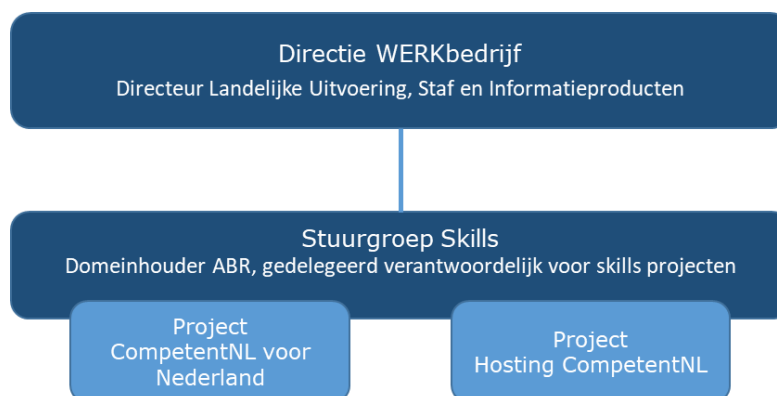 Directie WERKbedrijf
Directeur Landelijke Uitvoering, Staf en Informatieproducten
Stuurgroep Skills
Domeinhouder ABR, gedelegeerd verantwoordelijk voor skills projecten
Project
CompetentNL voor
Nederland
Project
Hosting CompetentNL